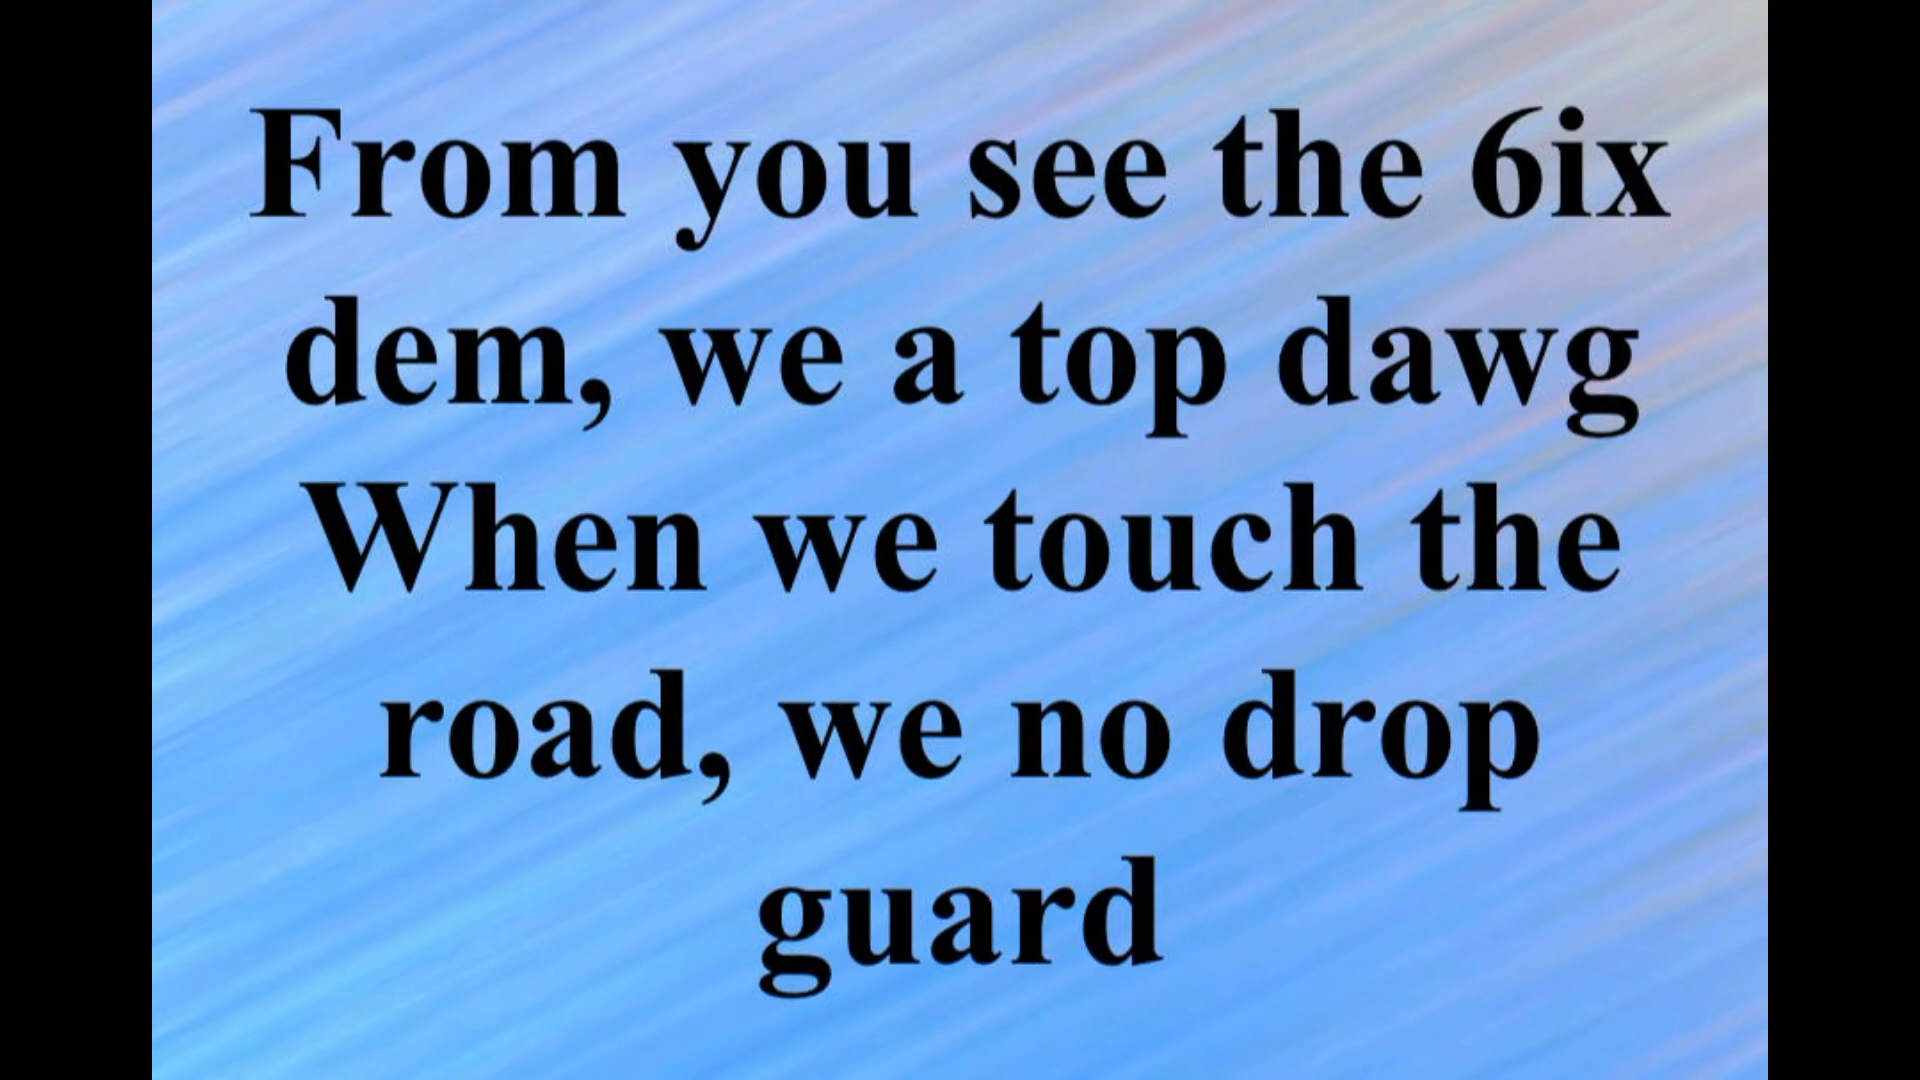 From you see the 6ix
dem, we a top dawg
When we touch the
road, we no drop
guard